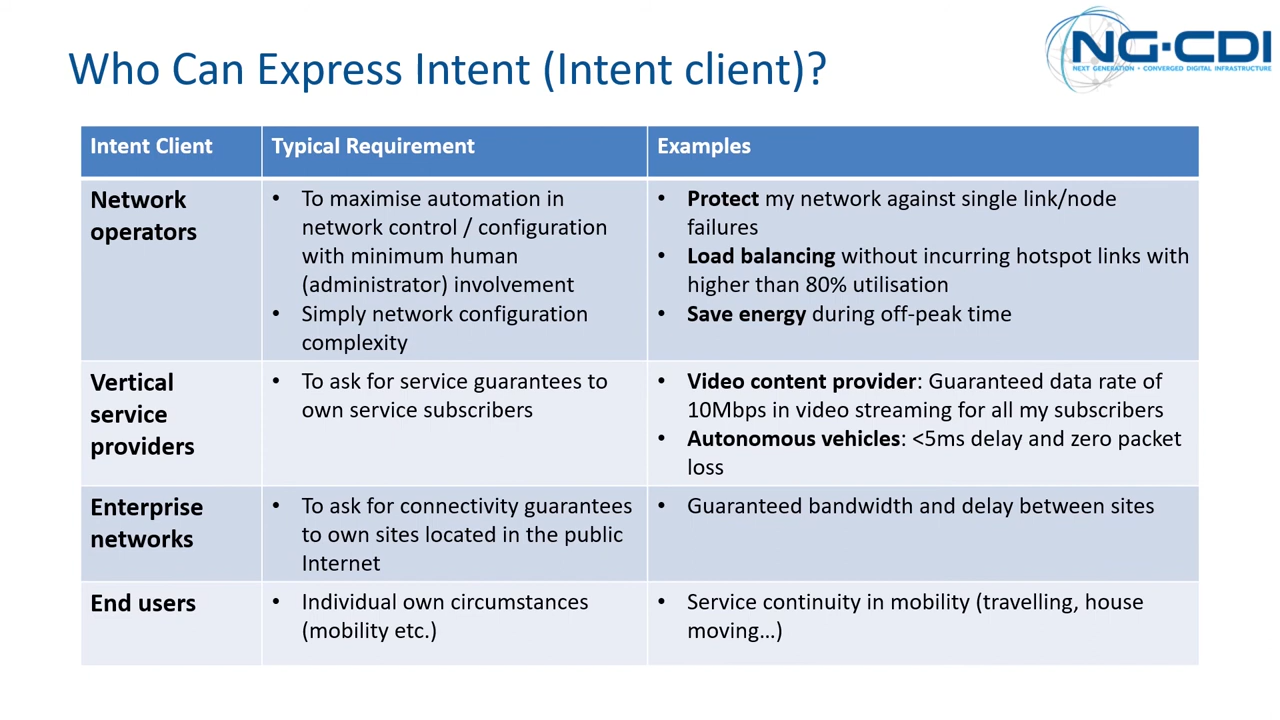 Who Can Express Intent (Intent client)?
NG-CDI
NEXT GENERATION • CONVERGED DIGITAL INFRASTRUCTURE
Intent Client
Typical Requirement
Examples
Network
operators
• To maximise automation in
network control / configuration
with minimum human
(administrator) involvement
• Simply network configuration
complexity
• Protect my network against single link/node
failures
• Load balancing without incurring hotspot links with
higher than 80% utilisation
• Save energy during off-peak time
Vertical
service
providers
• To ask for service guarantees to
own service subscribers
• Video content provider: Guaranteed data rate of
10Mbps in video streaming for all my subscribers
• Autonomous vehicles: <5ms delay and zero packet
loss
Enterprise
networks
• To ask for connectivity guarantees
to own sites located in the public
Internet
• Guaranteed bandwidth and delay between sites
End users
• Individual own circumstances
(mobility etc.)
• Service continuity in mobility (travelling, house
moving…)